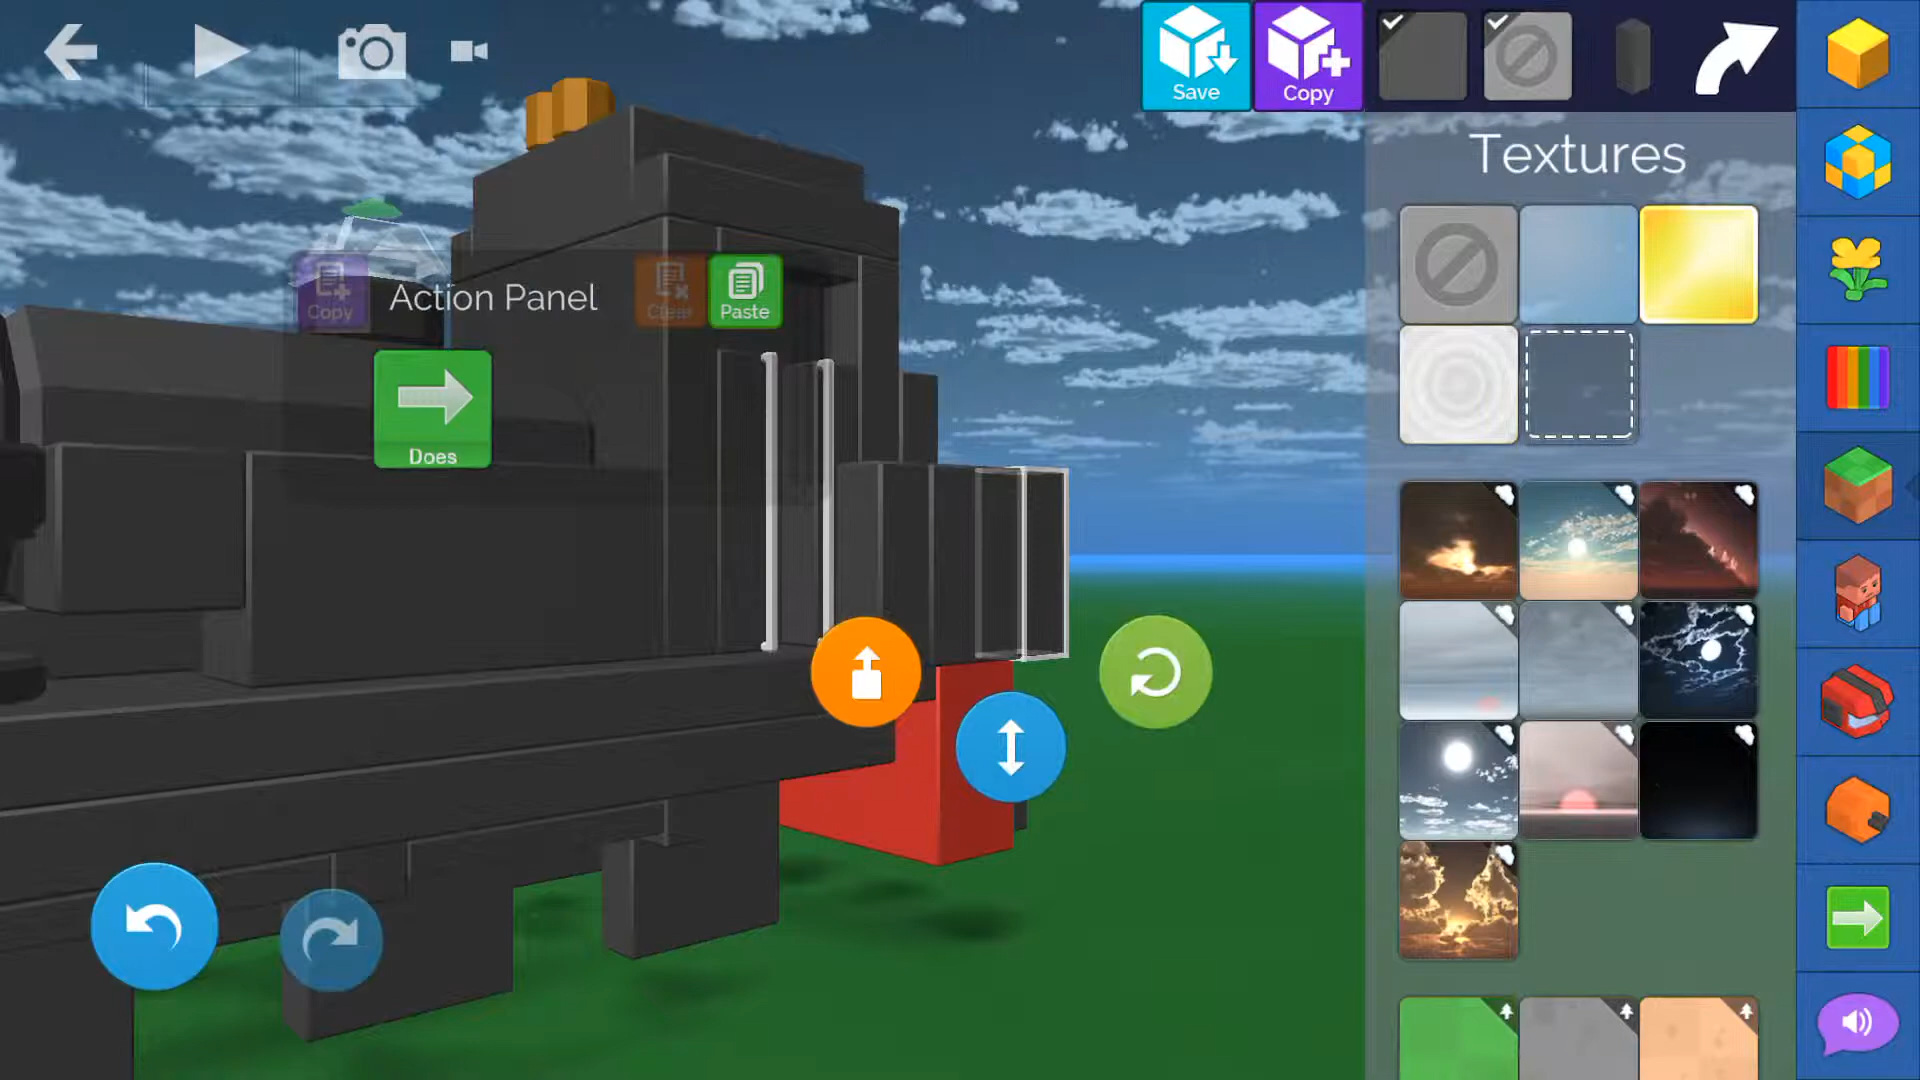 Save
Copy
Textures
Copy
Action Panel
Clear
Paste
Does